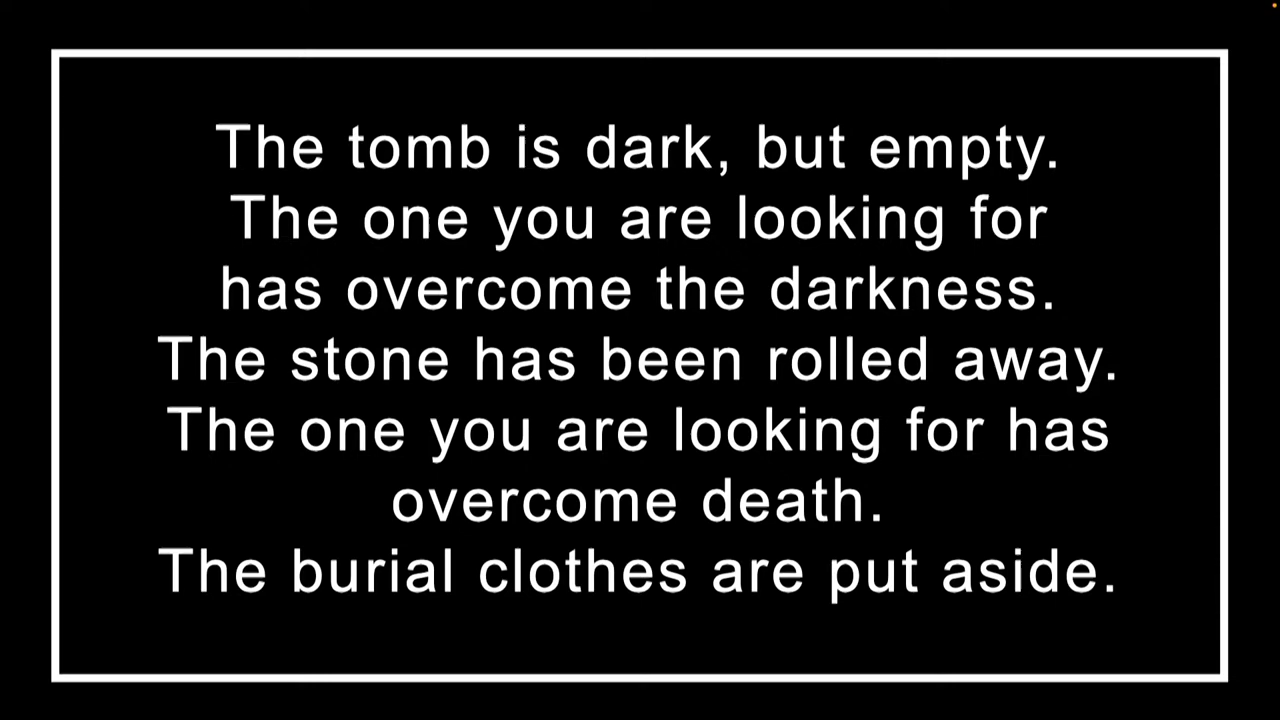 The tomb is dark, but empty.
The one you are looking for
has overcome the darkness.
The stone has been rolled away.
The one you are looking for has
overcome death.
The burial clothes are put aside.